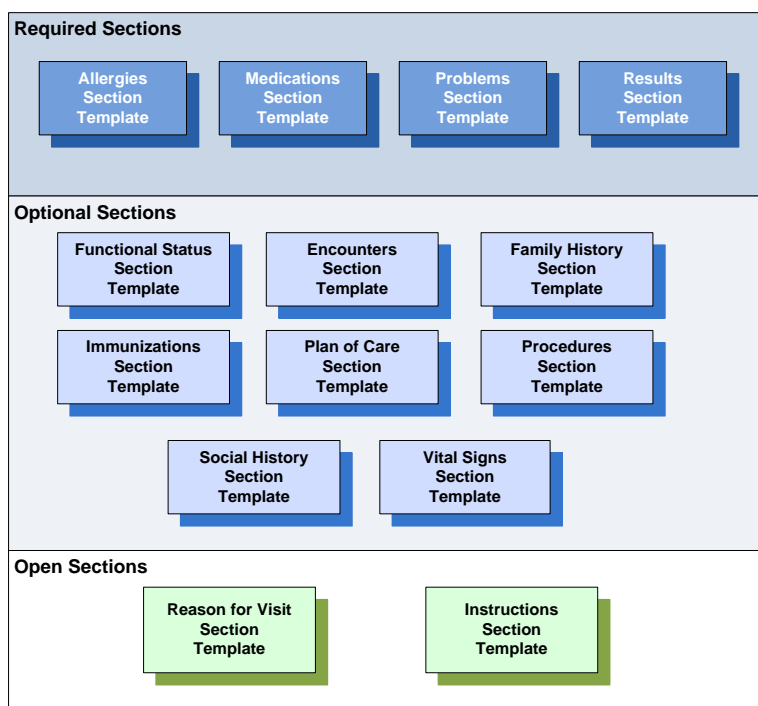 Required Sections
Allergies
Section
Template
Medications
Section
Template
Problems
Section
Template
Results
Section
Template
Optional Sections
Functional Status
Section
Template
Encounters
Section
Template
Family History
Section
Template
Immunizations
Section
Template
Plan of Care
Section
Template
Procedures
Section
Template
Social History
Section
Template
Vital Signs
Section
Template
Open Sections
Reason for Visit
Section
Template
Instructions
Section
Template